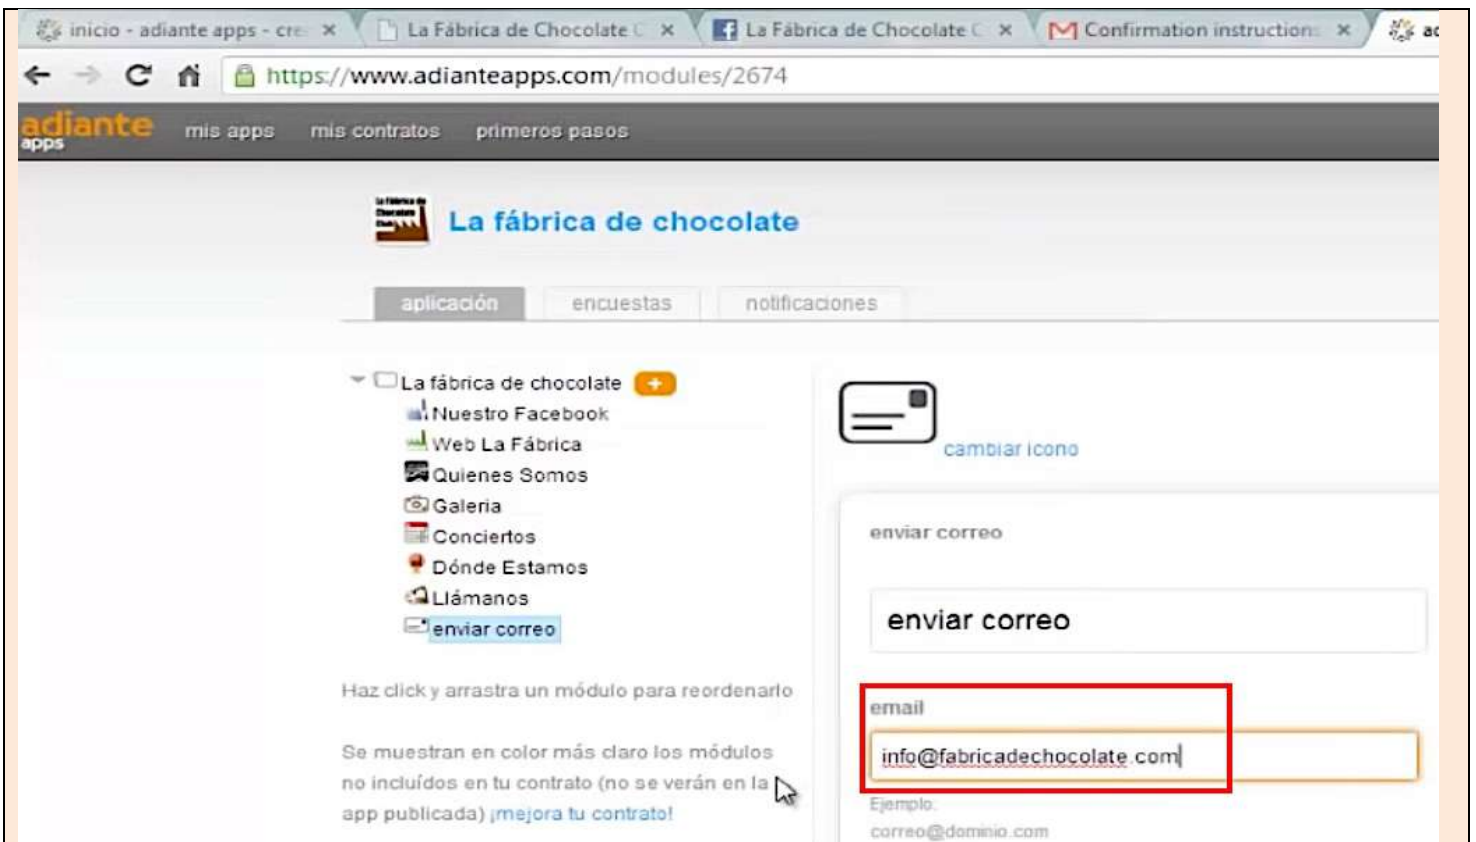 inicio - adiante apps - cre
La Fábrica de Chocolate C
La Fábrica de Chocolate C
Confirmation instructions
https://www.adianteapps.com/modules/2674
adiante
apps
mis apps
mis contratos
primeros pasos
La fábrica de chocolate
aplicación
encuestas
notificaciones
La fábrica de chocolate
Nuestro Facebook
Web La Fábrica
Quienes Somos
Galeria
Conciertos
Dónde Estamos
Llámanos
enviar correo
Haz click y arrastra un módulo para reordenarlo
Se muestran en color más claro los módulos
no incluídos en tu contrato (no se verán en la
app publicada) ¡mejora tu contrato!
cambiar icono
enviar correo
enviar correo
email
info@fabricadechocolate.com
Ejemplo:
correo@dominio.com